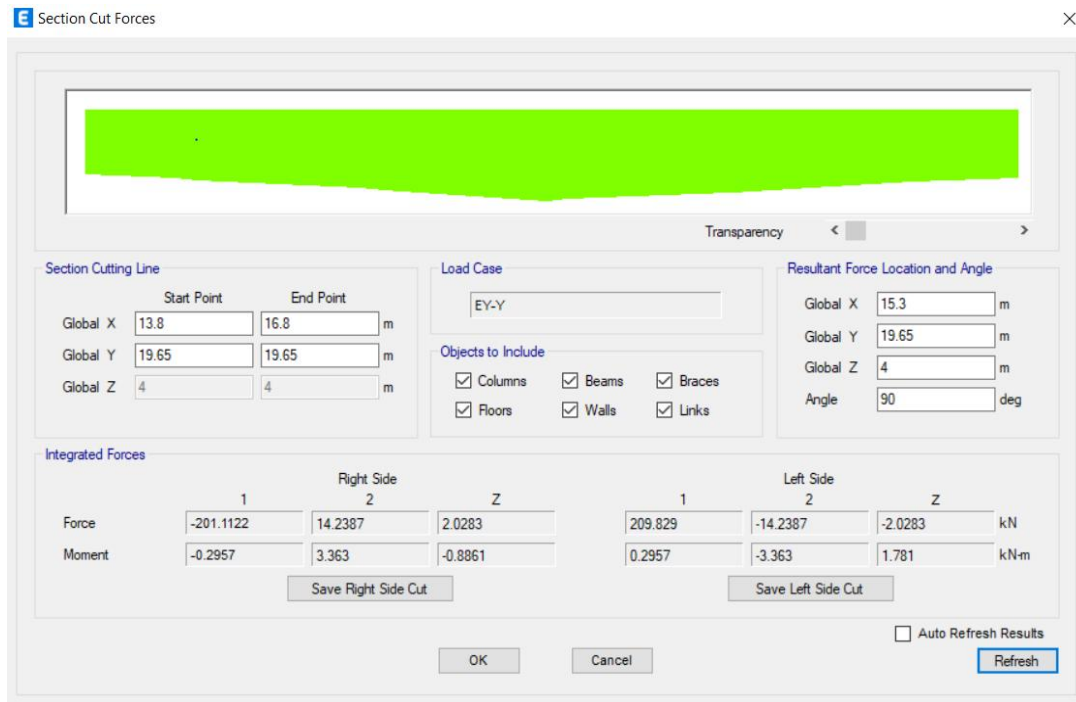 E Section Cut Forces
Transparency
Section Cutting Line
Start Point End Point
Global X 13.8 16.8 m
Global Y 19.65 19.65 m
Global Z 4 4 m
Load Case
EY-Y
Objects to Include
Columns Beams Braces
Floors Walls Links
Resultant Force Location and Angle
Global X 15.3 m
Global Y 19.65 m
Global Z 4 m
Angle 90 deg
Integrated Forces
Right Side Left Side
1 2 Z 1 2 Z
Force -201.1122 14.2387 2.0283 209.829 -14.2387 -2.0283 kN
Moment -0.2957 3.363 -0.8861 0.2957 -3.363 1.781 kN-m
Save Right Side Cut Save Left Side Cut
Auto Refresh Results
OK Cancel Refresh